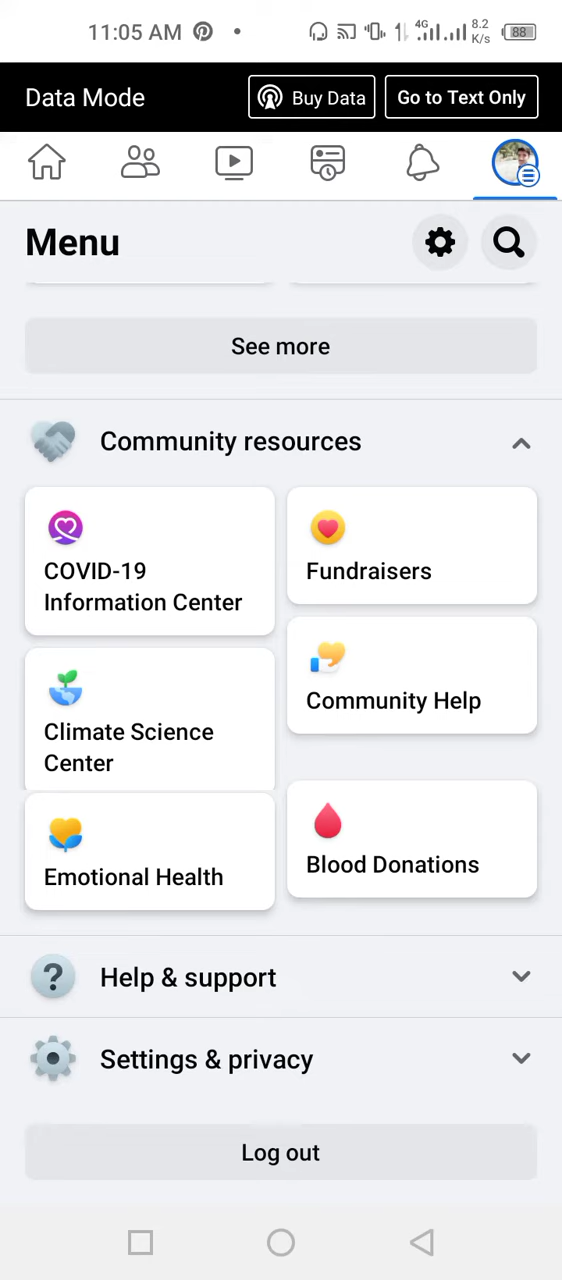 11:05 AM
4G
8.2
K/s
88
Data Mode
Buy Data
Go to Text Only
Menu
See more
Community resources
COVID-19
Information Center
Fundraisers
Climate Science
Center
Community Help
Emotional Health
Blood Donations
?
Help & support
Settings & privacy
Log out